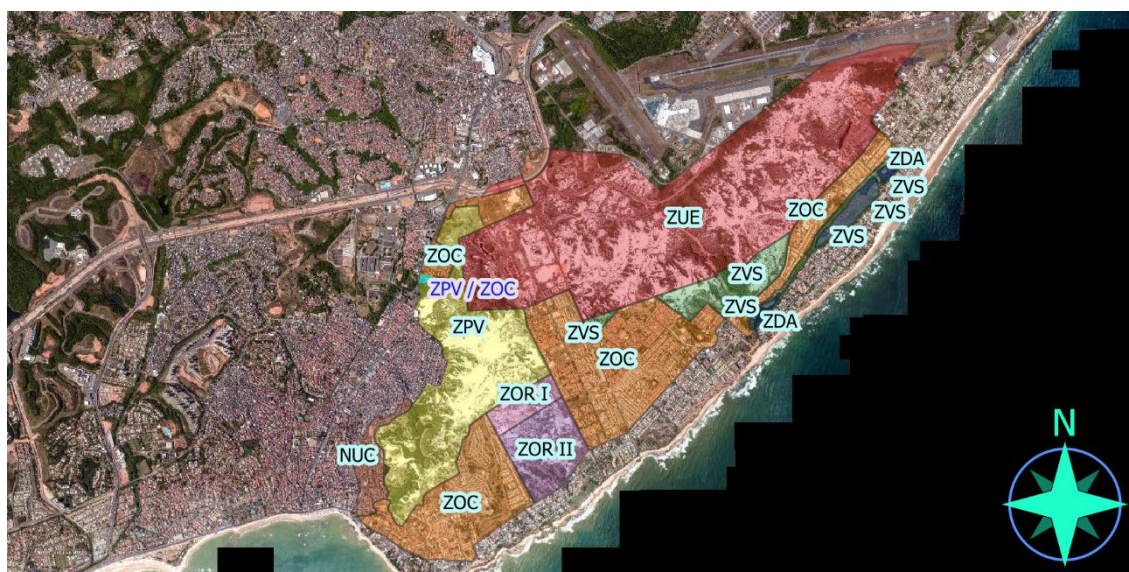 ZDA
ZVS
ZUE
ZOC
ZVS
ZVS
ZOC
ZVS
ZPV / ZOC
ZVS
ZPV
ZVS
ZDA
ZOC
ZOR I
N
ZOR II
NUC
ZOC